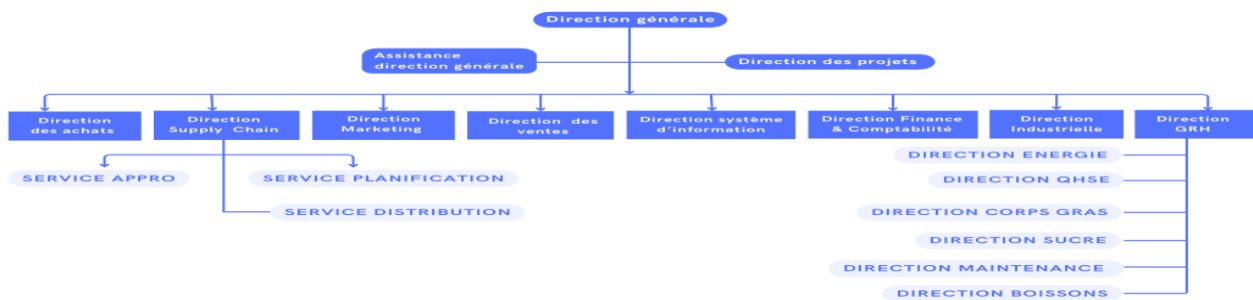 Direction générale
Assistance
direction générale
Direction des projets
Direction
des achats
Direction
Supply Chain
Direction
Marketing
Direction des
ventes
Direction système
d'information
Direction Finance
& Comptabilité
Direction
Industrielle
Direction
GRH
DIRECTION ENERGIE
SERVICE APPRO
SERVICE PLANIFICATION
DIRECTION QHSE
SERVICE DISTRIBUTION
DIRECTION CORPS GRAS
DIRECTION SUCRE
DIRECTION MAINTENANCE
DIRECTION BOISSONS